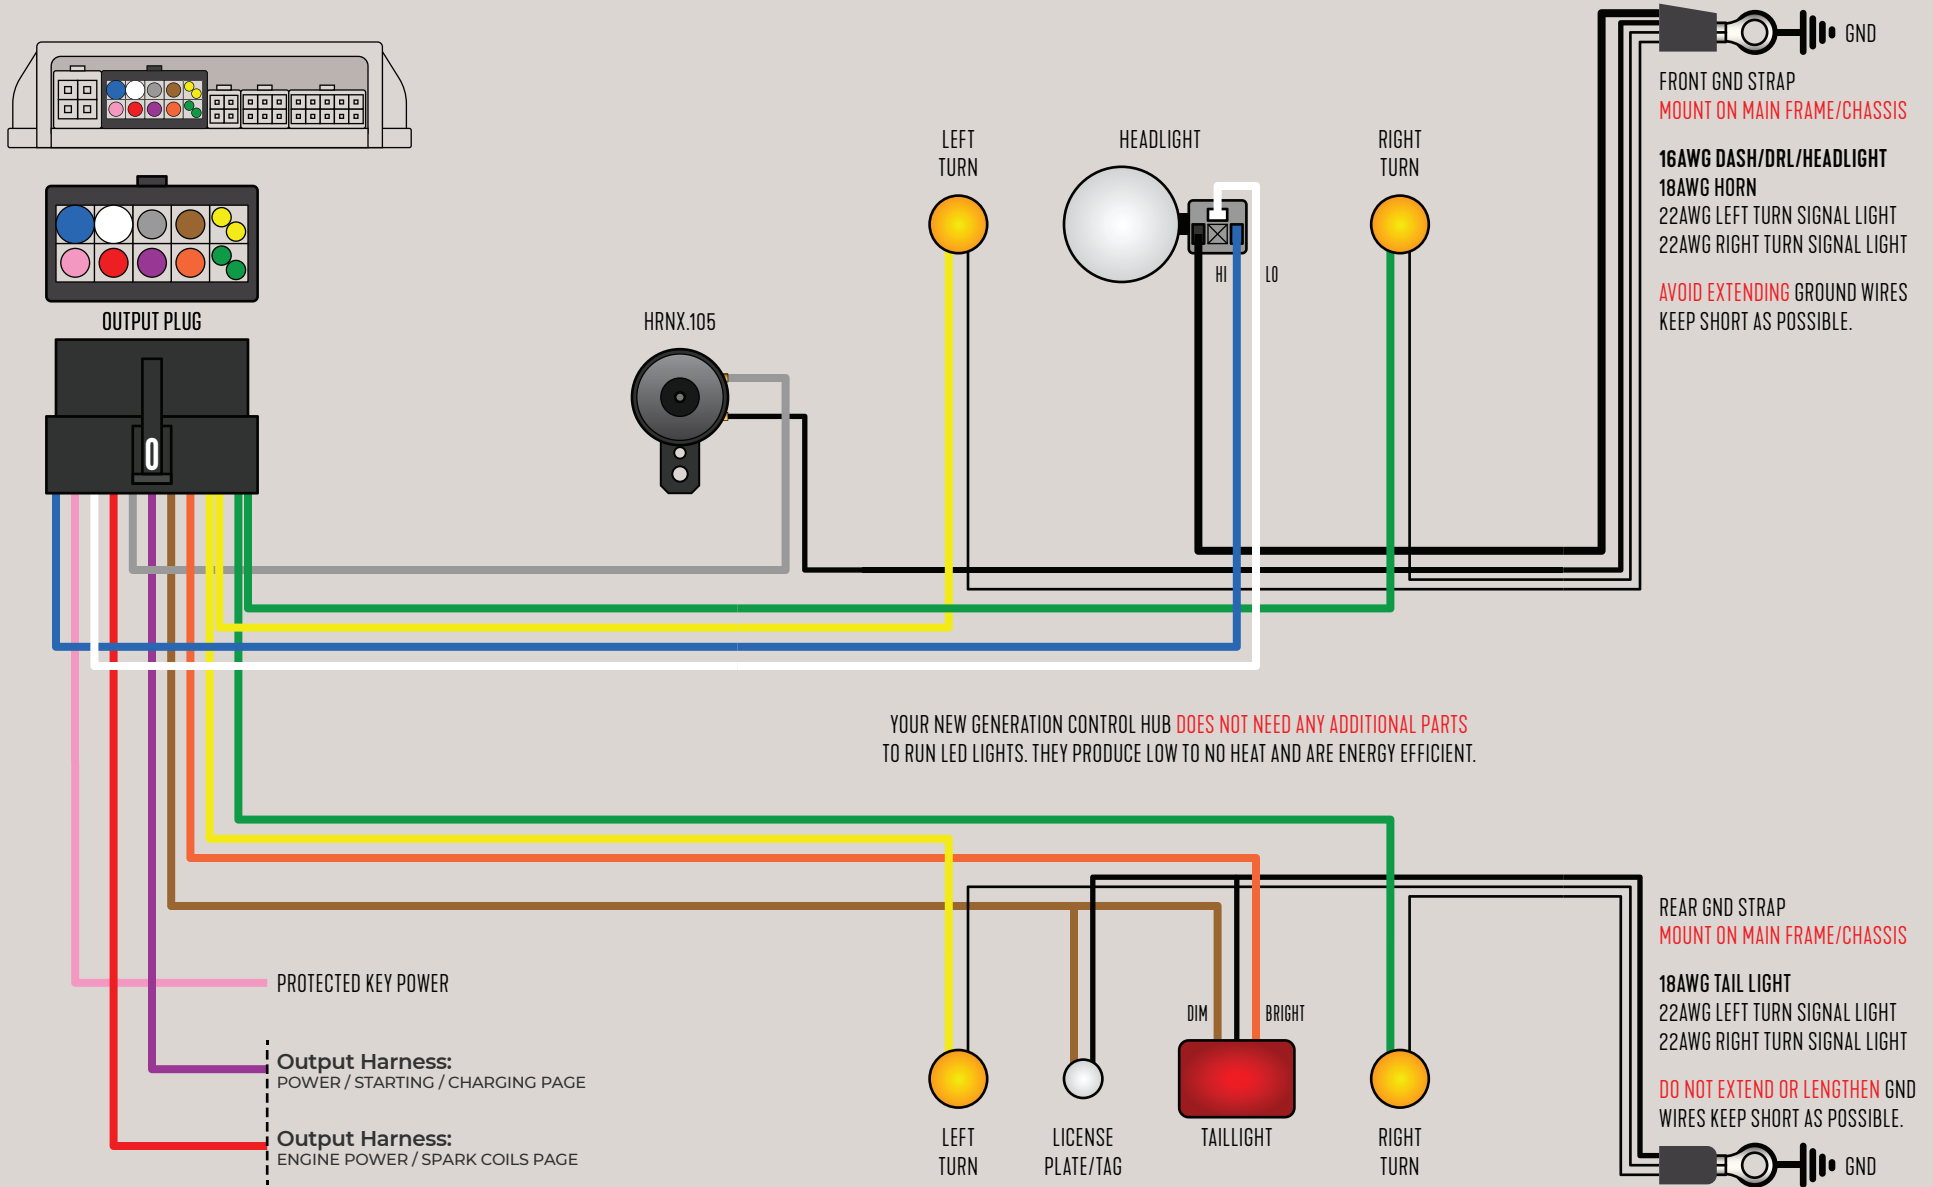 GND
FRONT GND STRAP
MOUNT ON MAIN FRAME/CHASSIS
16AWG DASH/DRL/HEADLIGHT
18AWG HORN
22AWG LEFT TURN SIGNAL LIGHT
22AWG RIGHT TURN SIGNAL LIGHT
AVOID EXTENDING GROUND WIRES
KEEP SHORT AS POSSIBLE.
LEFT
TURN
HEADLIGHT
RIGHT
TURN
HI
LO
OUTPUT PLUG
HRNX.105
YOUR NEW GENERATION CONTROL HUB DOES NOT NEED ANY ADDITIONAL PARTS
TO RUN LED LIGHTS. THEY PRODUCE LOW TO NO HEAT AND ARE ENERGY EFFICIENT.
REAR GND STRAP
MOUNT ON MAIN FRAME/CHASSIS
18AWG TAIL LIGHT
22AWG LEFT TURN SIGNAL LIGHT
22AWG RIGHT TURN SIGNAL LIGHT
DO NOT EXTEND OR LENGTHEN GND
WIRES KEEP SHORT AS POSSIBLE.
GND
PROTECTED KEY POWER
Output Harness:
POWER / STARTING / CHARGING PAGE
Output Harness:
ENGINE POWER / SPARK COILS PAGE
DIM
BRIGHT
LEFT
TURN
LICENSE
PLATE/TAG
TAILLIGHT
RIGHT
TURN